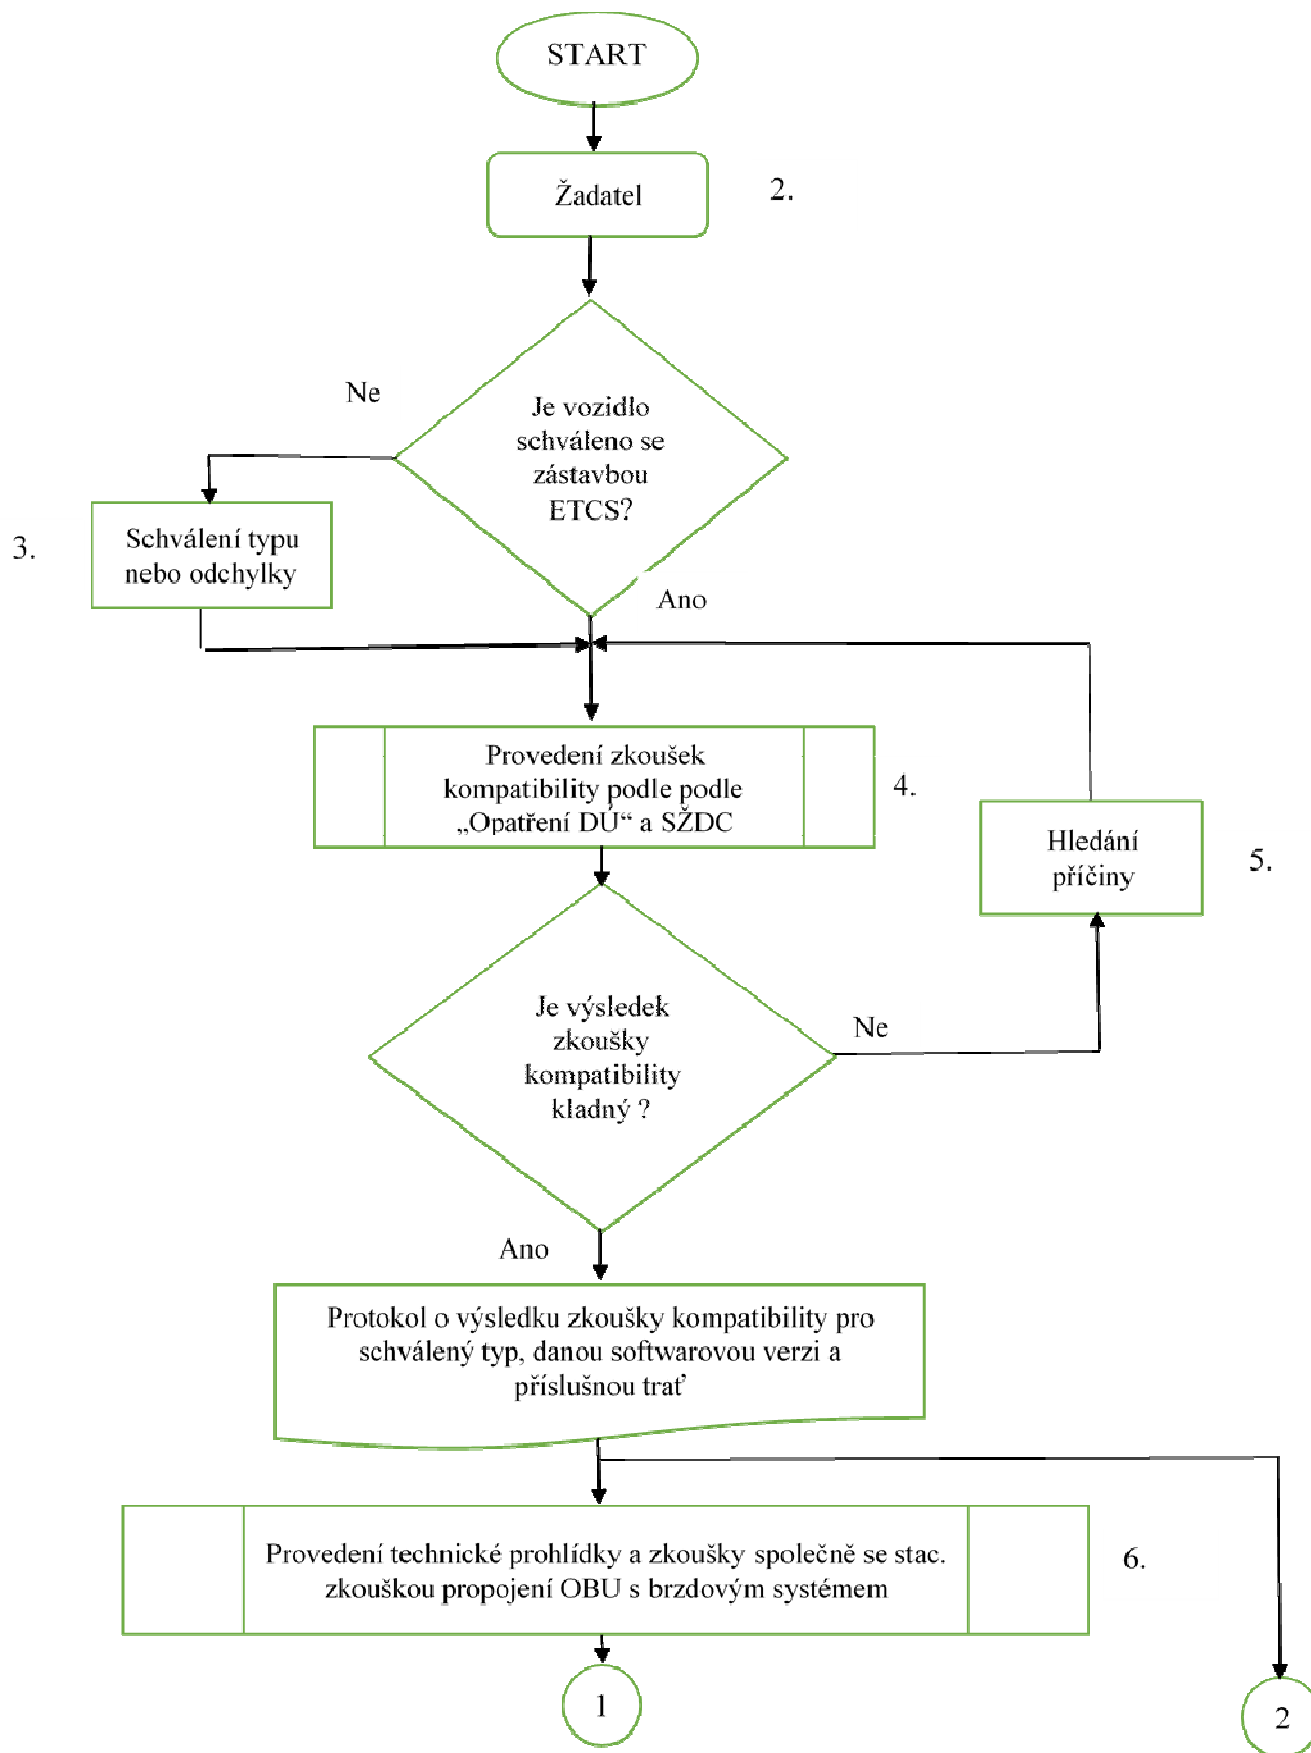 START
Žadatel
2.
Ne
Je vozidlo
schváleno se
zástavbou
ETCS?
3.
Schválení typu
nebo odchylky
Ano
Provedení zkoušek
kompatibility podle podle
„Opatření DÚ“ a SŽDC
4.
Hledání
příčiny
5.
Je výsledek
zkoušky
kompatibility
kladný ?
Ne
Ano
Protokol o výsledku zkoušky kompatibility pro
schválený typ, danou softwarovou verzi a
příslušnou trať
Provedení technické prohlídky a zkoušky společně se stac.
zkouškou propojení OBU s brzdovým systémem
6.
1
2